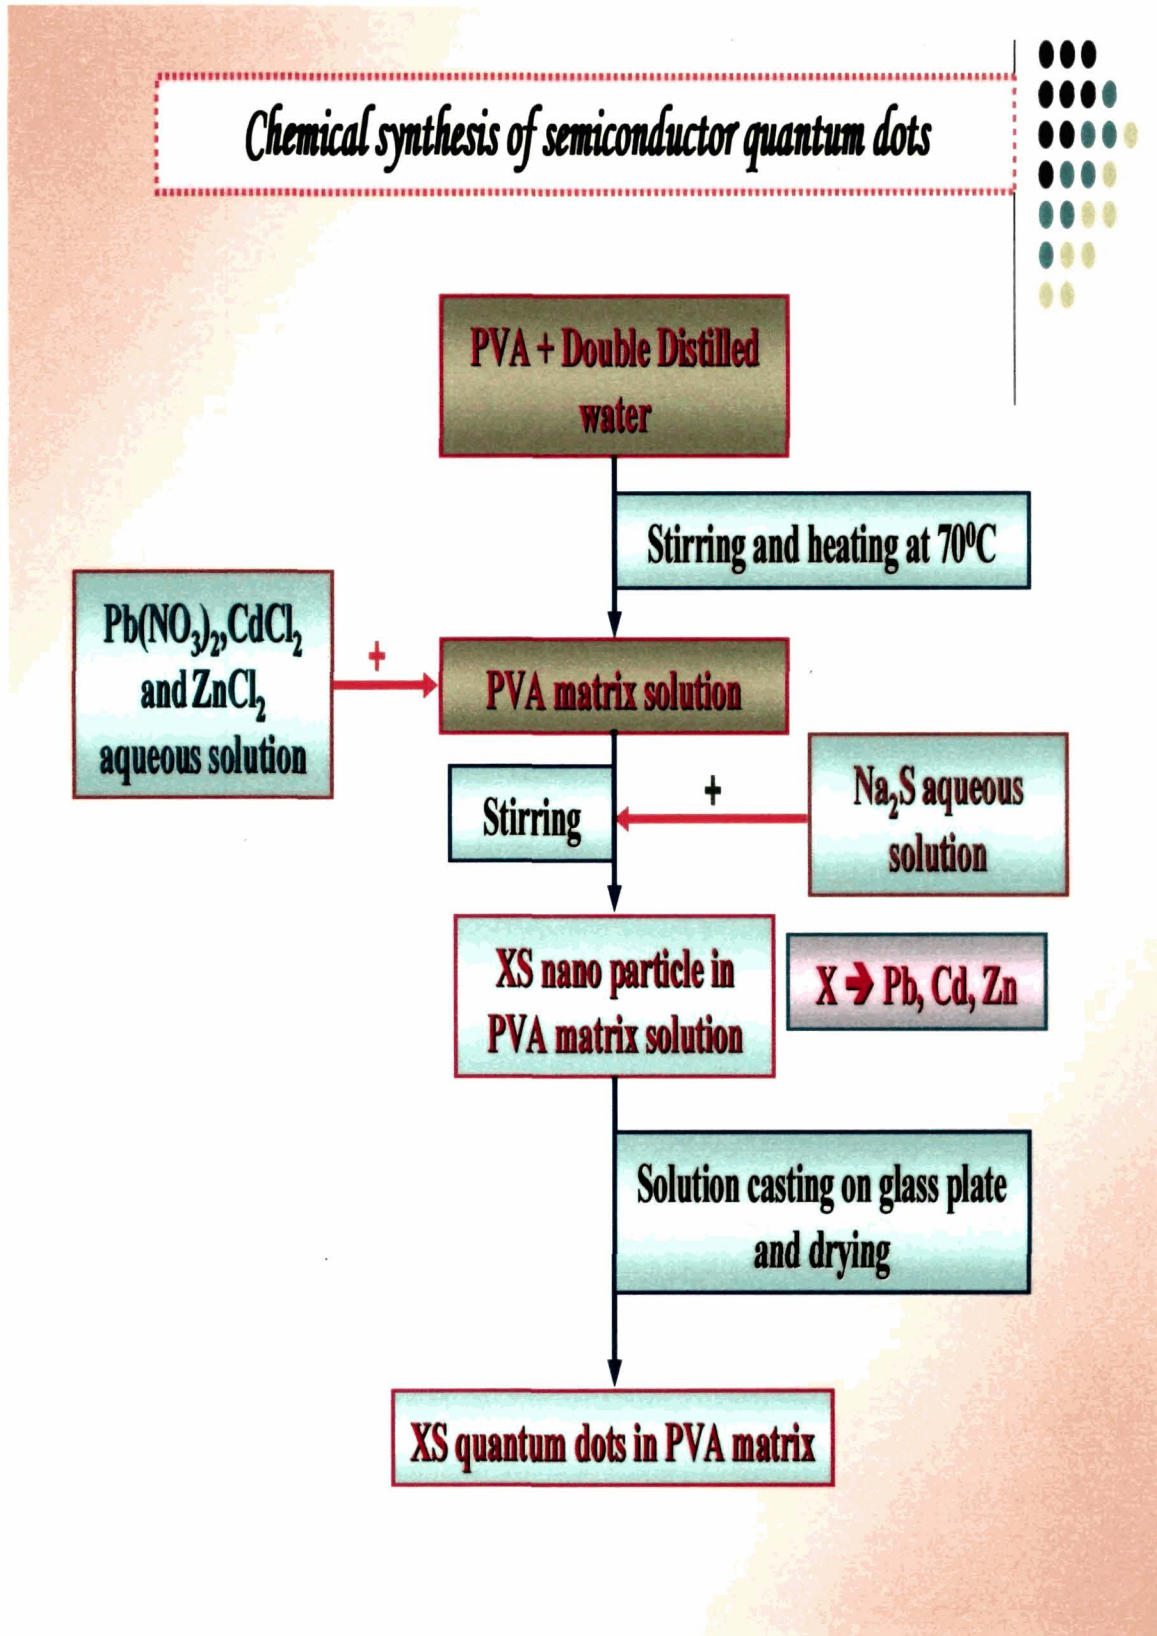 Chemical synthesis of semiconductor quantum dots
PVA + Double Distilled
water
Stirring and heating at 70⁰C
Pb(NO₃)₂,CdCl₂
and ZnCl₂
aqueous solution
+
PVA matrix solution
Stirring
+
Na₂S aqueous
solution
XS nano particle in
PVA matrix solution
X ➔ Pb, Cd, Zn
Solution casting on glass plate
and drying
XS quantum dots in PVA matrix